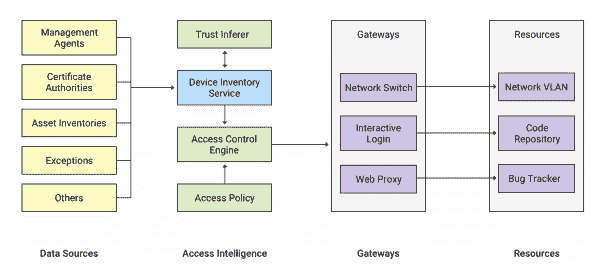 Management
Agents
Certificate
Authorities
Asset Inventories
Exceptions
Others
Data Sources
Trust Inferer
Device Inventory
Service
Access Control
Engine
Access Policy
Access Intelligence
Gateways
Network Switch
Interactive
Login
Web Proxy
Gateways
Resources
Network VLAN
Code
Repository
Bug Tracker
Resources